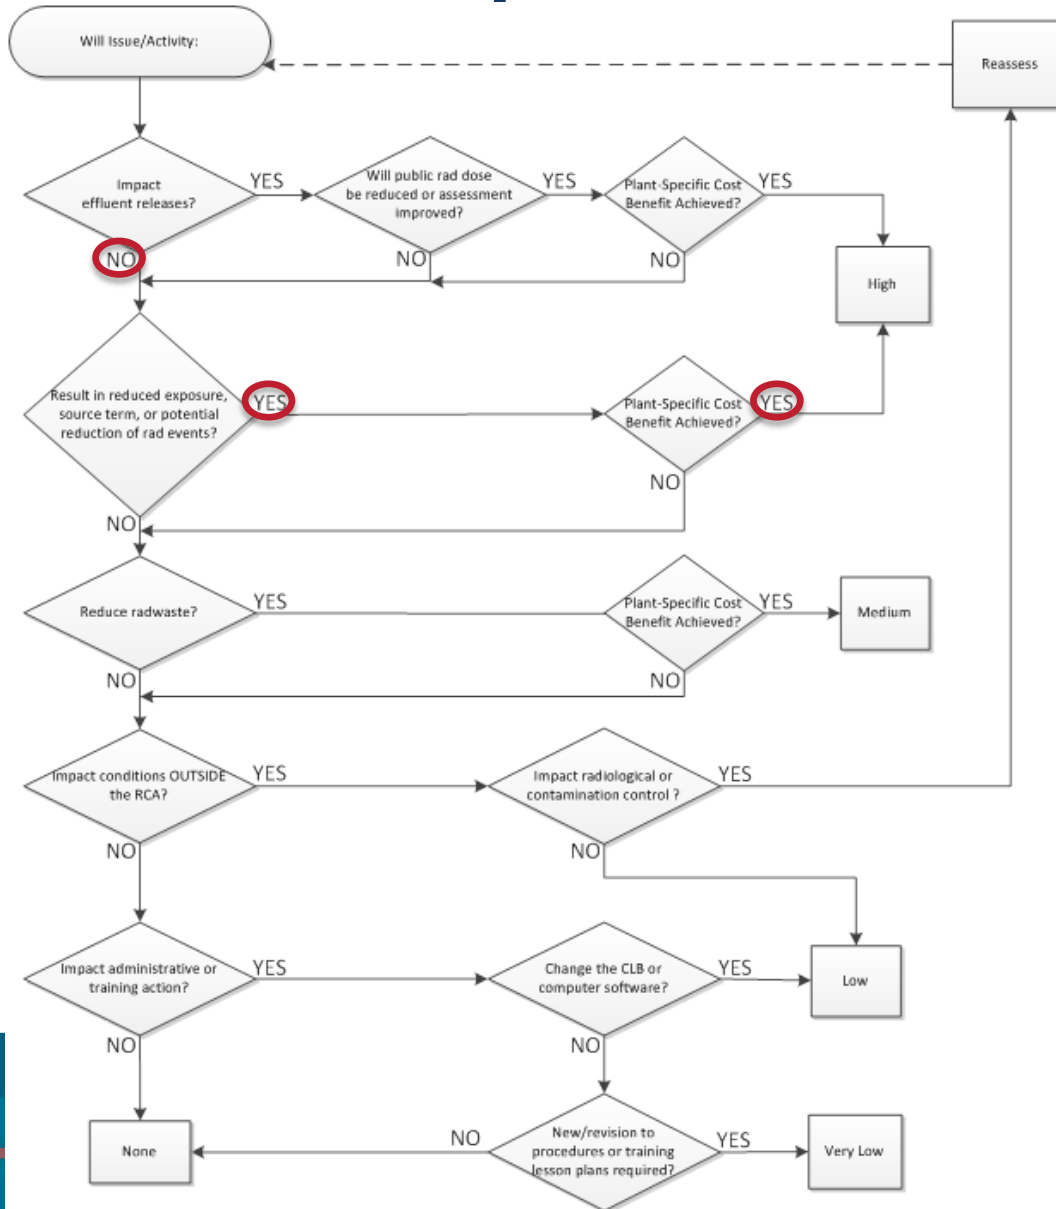 Will Issue/Activity:
Reassess
Impact
effluent releases?
YES
Will public rad dose
be reduced or assessment
improved?
YES
Plant-Specific Cost
Benefit Achieved?
YES
NO
NO
NO
High
Result in reduced exposure,
source term, or potential
reduction of rad events?
YES
Plant-Specific Cost
Benefit Achieved?
YES
NO
NO
Reduce radwaste?
YES
Plant-Specific Cost
Benefit Achieved?
YES
Medium
NO
NO
Impact conditions OUTSIDE
the RCA?
YES
Impact radiological or
contamination control ?
YES
NO
NO
Impact administrative or
training action?
YES
Change the CLB or
computer software?
YES
Low
NO
NO
None
NO
New/revision to
procedures or training
lesson plans required?
YES
Very Low